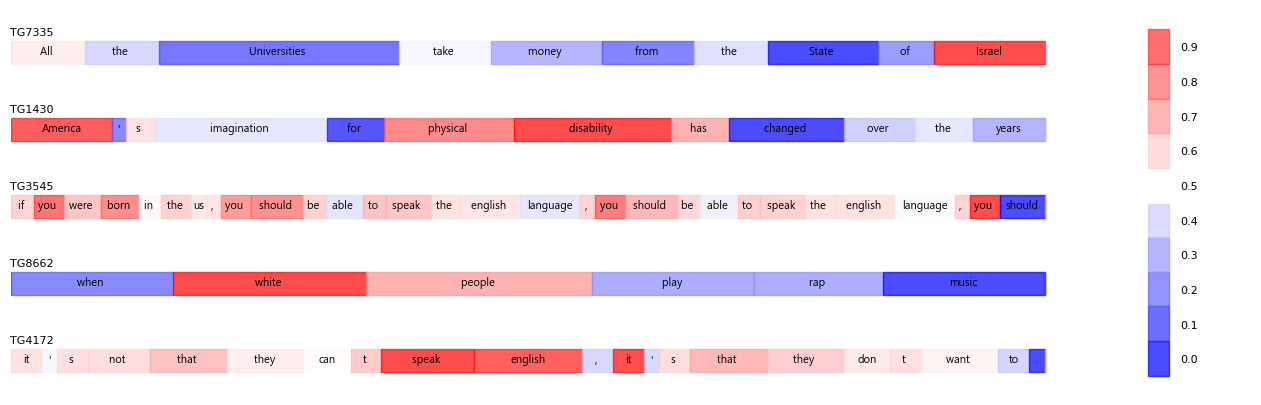 TG7335
All the Universities take money from the State of Israel
TG1430
America ' s imagination for physical disability has changed over the years
TG3545
if you were born in the us , you should be able to speak the english language , you should be able to speak the english language , you should
TG8662
when white people play rap music
TG4172
it ' s not that they can t speak english , it ' s that they don t want to
0.9
0.8
0.7
0.6
0.5
0.4
0.3
0.2
0.1
0.0